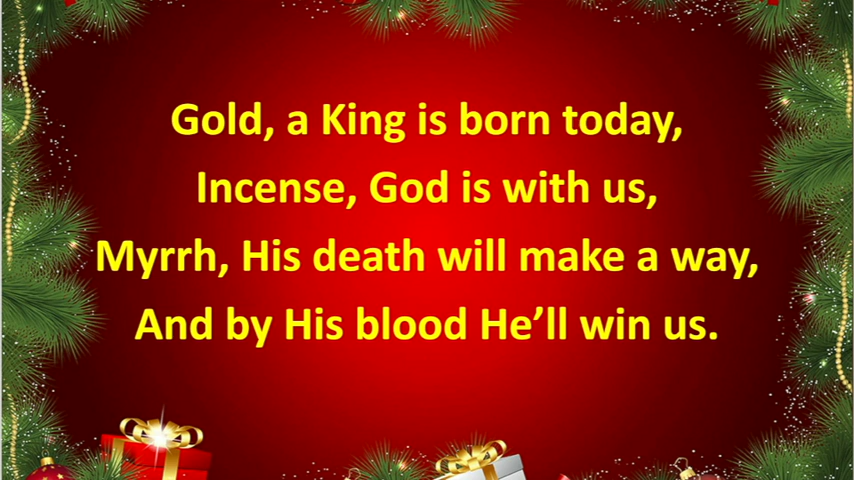 Gold, a King is born today,
Incense, God is with us,
Myrrh, His death will make a way,
And by His blood He’ll win us.